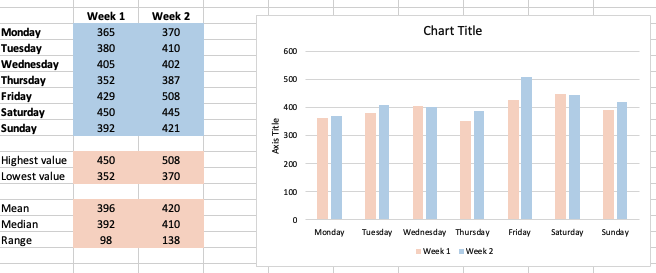 Week 1 Week 2
Monday 365 370
Tuesday 380 410
Wednesday 405 402
Thursday 352 387
Friday 429 508
Saturday 450 445
Sunday 392 421
Highest value 450 508
Lowest value 352 370
Mean 396 420
Median 392 410
Range 98 138
Chart Title
600
500
400
300
200
100
0
Axis Title
Monday Tuesday Wednesday Thursday Friday Saturday Sunday
Week 1 Week 2